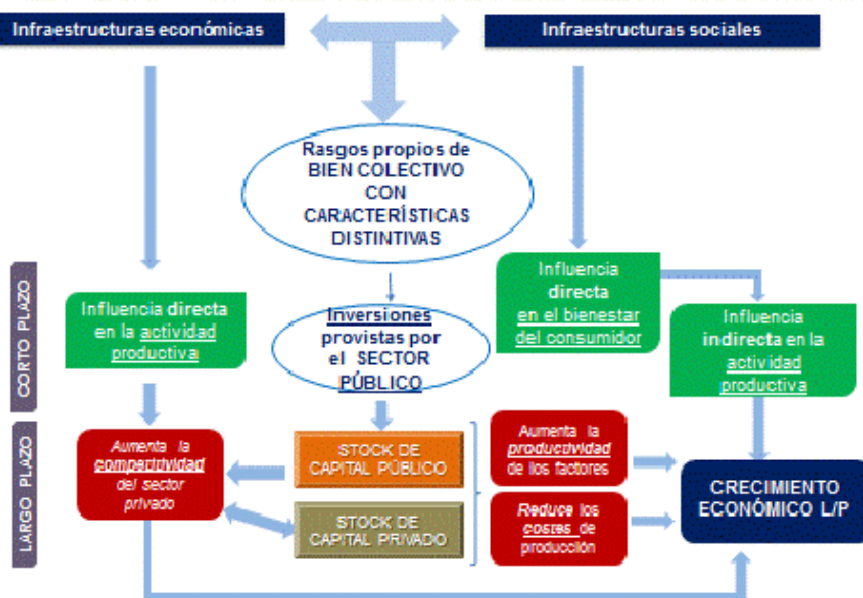 Infraestructuras económicas
Infraestructuras sociales
Rasgos propios de
BIEN COLECTIVO
CON
CARACTERÍSTICAS
DISTINTIVAS
CORTO PLAZO
Influencia directa
en la actividad
productiva
Inversiones
provistas por
el SECTOR
PÚBLICO
Influencia
directa
en el bienestar
del consumidor
Influencia
indirecta en la
actividad
productiva
LARGO PLAZO
Aumenta la
competitividad
del sector
privado
STOCK DE
CAPITAL PÚBLICO
STOCK DE
CAPITAL PRIVADO
Aumenta la
productividad
de los factores
Reduce los
costes de
producción
CRECIMIENTO
ECONÓMICO L/P